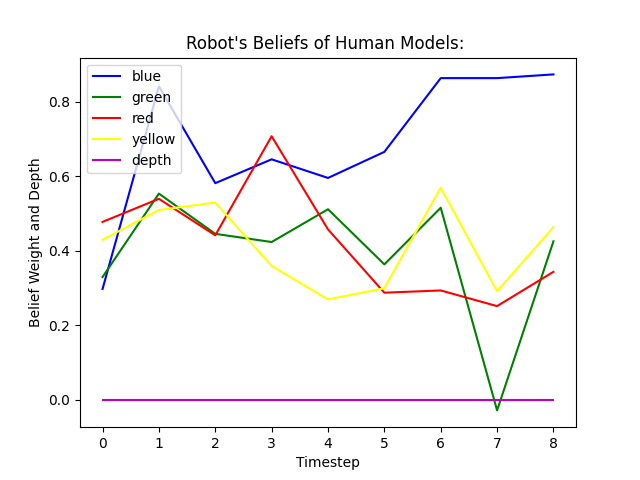 Robot's Beliefs of Human Models:
blue
green
red
yellow
depth
Belief Weight and Depth
0.8
0.6
0.4
0.2
0.0
0 1 2 3 4 5 6 7 8
Timestep